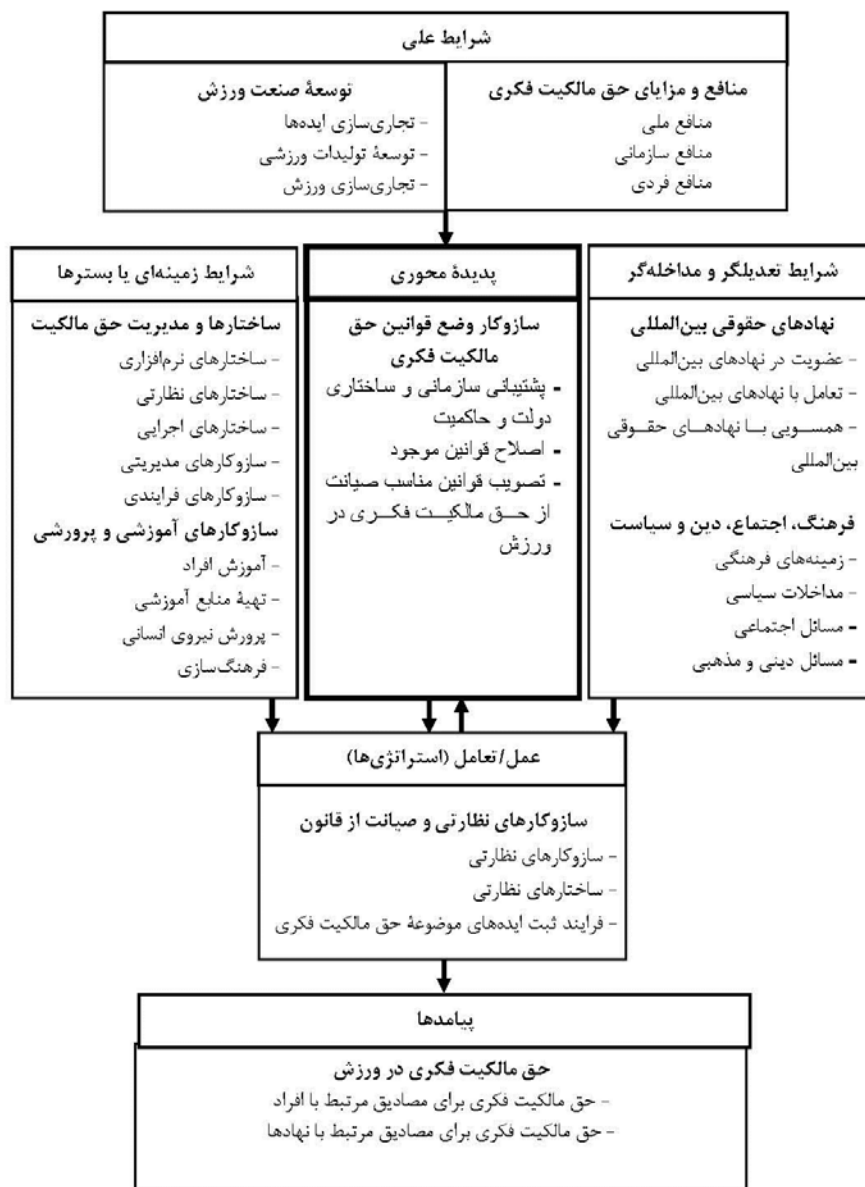 شرایط علی
منافع و مزایای حق مالکیت فکری
منافع ملی
منافع سازمانی
منافع فردی
توسعهٔ صنعت ورزش
- تجاری‌سازی ایده‌ها
- توسعهٔ تولیدات ورزشی
- تجاری‌سازی ورزش
شرایط تعدیلگر و مداخله‌گر
نهادهای حقوقی بین‌المللی
- عضویت در نهادهای بین‌المللی
- تعامل با نهادهای بین‌المللی
- همسویی بـا نهادهـای حقـوقی
بین‌المللی
فرهنگ، اجتماع، دین و سیاست
- زمینه‌های فرهنگی
- مداخلات سیاسی
- مسائل اجتماعی
- مسائل دینی و مذهبی
پدیدهٔ محوری
سازوکار وضع قوانین حق
مالکیت فکری
- پشتیبانی سازمانی و ساختاری
دولت و حاکمیت
- اصلاح قوانین موجود
- تصویب قوانین مناسب صیانت
از حـق مالکیـت فکـری در
ورزش
شرایط زمینه‌ای یا بسترها
ساختارها و مدیریت حق مالکیت
- ساختارهای نرم‌افزاری
- ساختارهای نظارتی
- ساختارهای اجرایی
- سازوکارهای مدیریتی
- سازوکارهای فرایندی
سازوکارهای آموزشی و پرورشی
- آموزش افراد
- تهیهٔ منابع آموزشی
- پرورش نیروی انسانی
- فرهنگ‌سازی
عمل/تعامل (استراتژی‌ها)
سازوکارهای نظارتی و صیانت از قانون
- سازوکارهای نظارتی
- ساختارهای نظارتی
- فرایند ثبت ایده‌های موضوعهٔ حق مالکیت فکری
پیامدها
حق مالکیت فکری در ورزش
- حق مالکیت فکری برای مصادیق مرتبط با افراد
- حق مالکیت فکری برای مصادیق مرتبط با نهادها